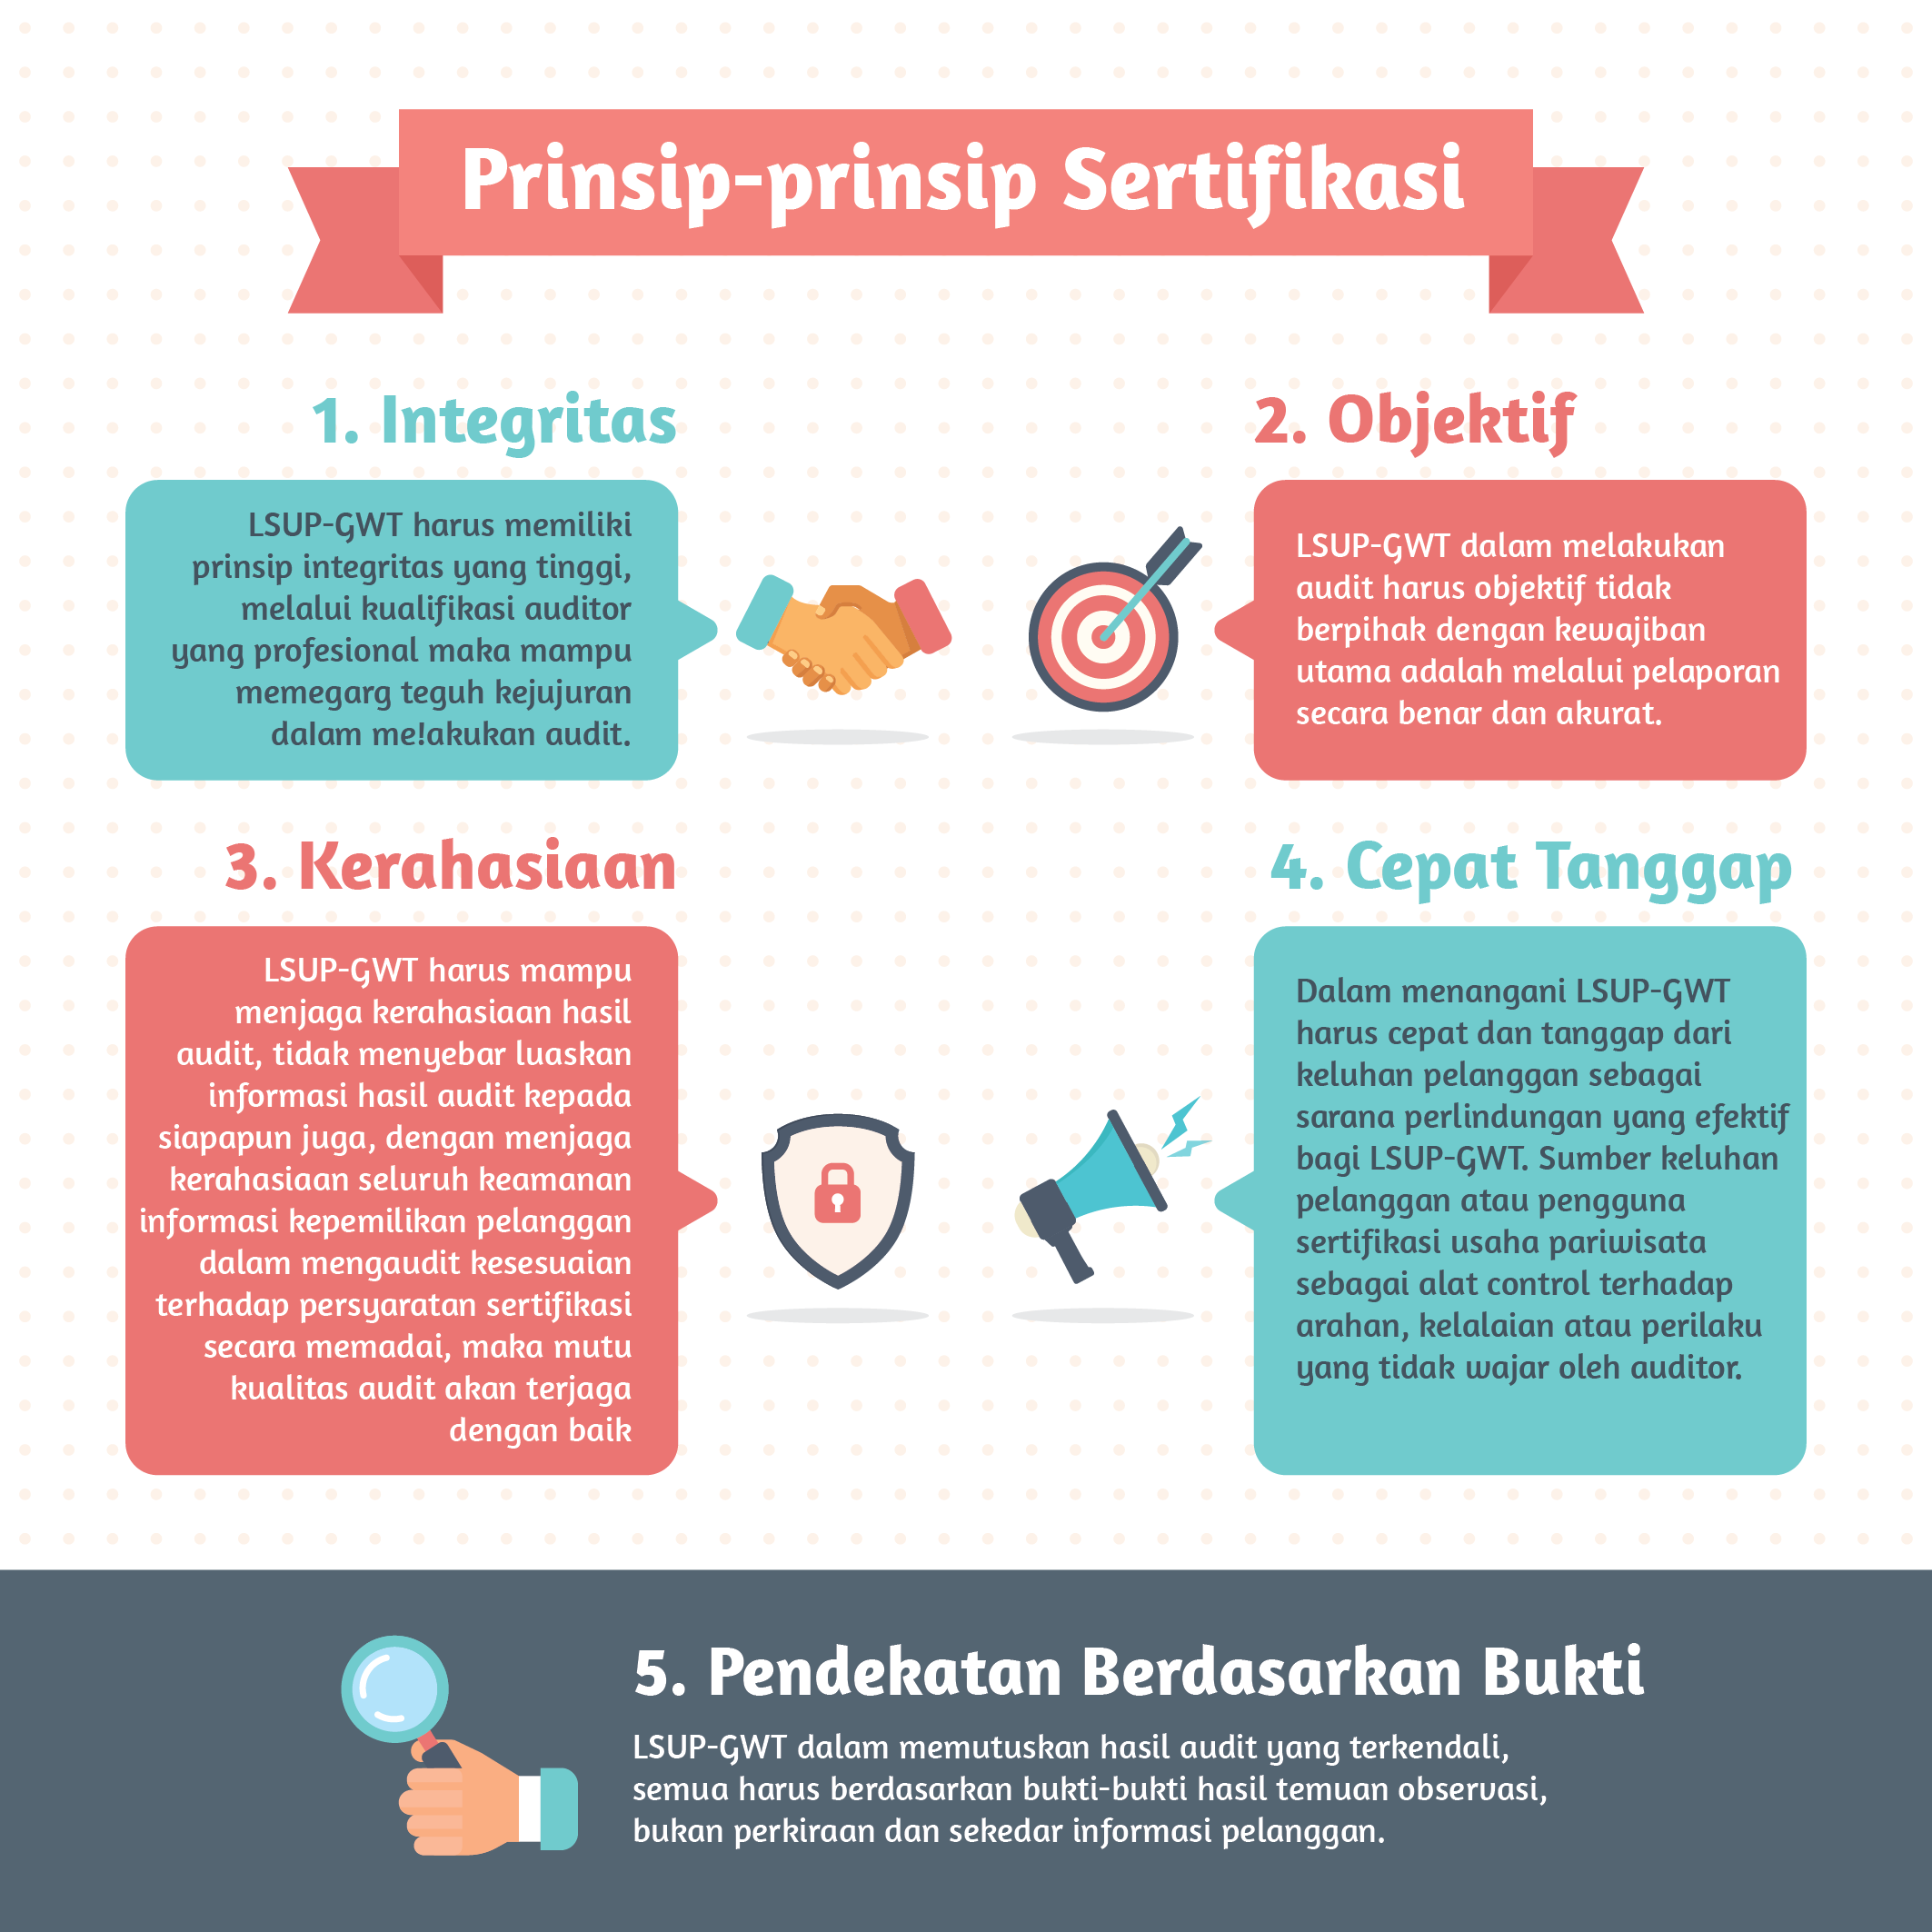 Prinsip-prinsip Sertifikasi
1. Integritas
LSUP-GWT harus memiliki
prinsip integritas yang tinggi,
melalui kualifikasi auditor
yang profesional maka mampu
memegarg teguh kejujuran
dalam me!akukan audit.
2. Objektif
LSUP-GWT dalam melakukan
audit harus objektif tidak
berpihak dengan kewajiban
utama adalah melalui pelaporan
secara benar dan akurat.
3. Kerahasiaan
LSUP-GWT harus mampu
menjaga kerahasiaan hasil
audit, tidak menyebar luaskan
informasi hasil audit kepada
siapapun juga, dengan menjaga
kerahasiaan seluruh keamanan
informasi kepemilikan pelanggan
dalam mengaudit kesesuaian
terhadap persyaratan sertifikasi
secara memadai, maka mutu
kualitas audit akan terjaga
dengan baik
4. Cepat Tanggap
Dalam menangani LSUP-GWT
harus cepat dan tanggap dari
keluhan pelanggan sebagai
sarana perlindungan yang efektif
bagi LSUP-GWT. Sumber keluhan
pelanggan atau pengguna
sertifikasi usaha pariwisata
sebagai alat control terhadap
arahan, kelalaian atau perilaku
yang tidak wajar oleh auditor.
5. Pendekatan Berdasarkan Bukti
LSUP-GWT dalam memutuskan hasil audit yang terkendali,
semua harus berdasarkan bukti-bukti hasil temuan observasi,
bukan perkiraan dan sekedar informasi pelanggan.